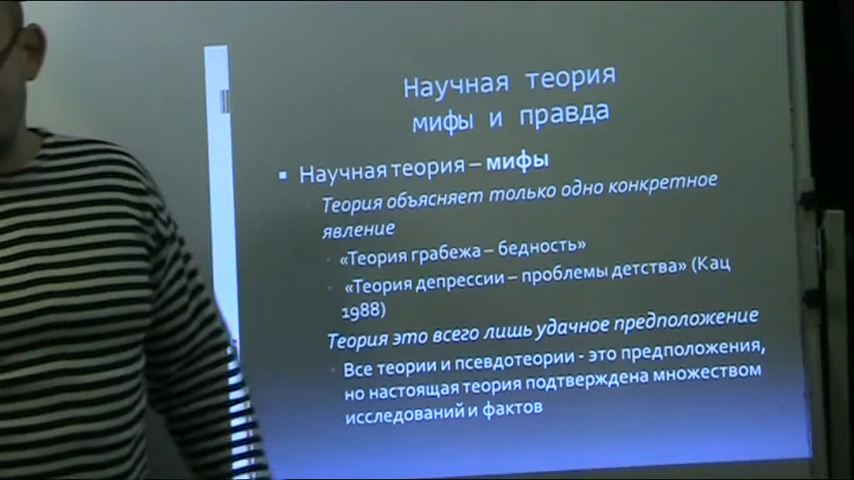 Научная теория
мифы и правда
Научная теория – мифы
Теория объясняет только одно конкретное
явление
«Теория грабежа – бедность»
«Теория депрессии – проблемы детства» (Кац
1988)
Теория это всего лишь удачное предположение
Все теории и псевдотеории - это предположения,
но настоящая теория подтверждена множеством
исследований и фактов